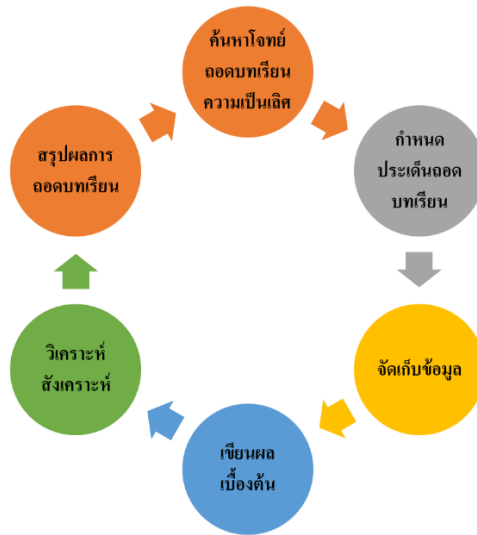 ค้นหาโจทย์
ถอดบทเรียน
ความเป็นเลิศ
กำหนด
ประเด็นถอด
บทเรียน
จัดเก็บข้อมูล
เขียนผล
เบื้องต้น
วิเคราะห์
สังเคราะห์
สรุปผลการ
ถอดบทเรียน